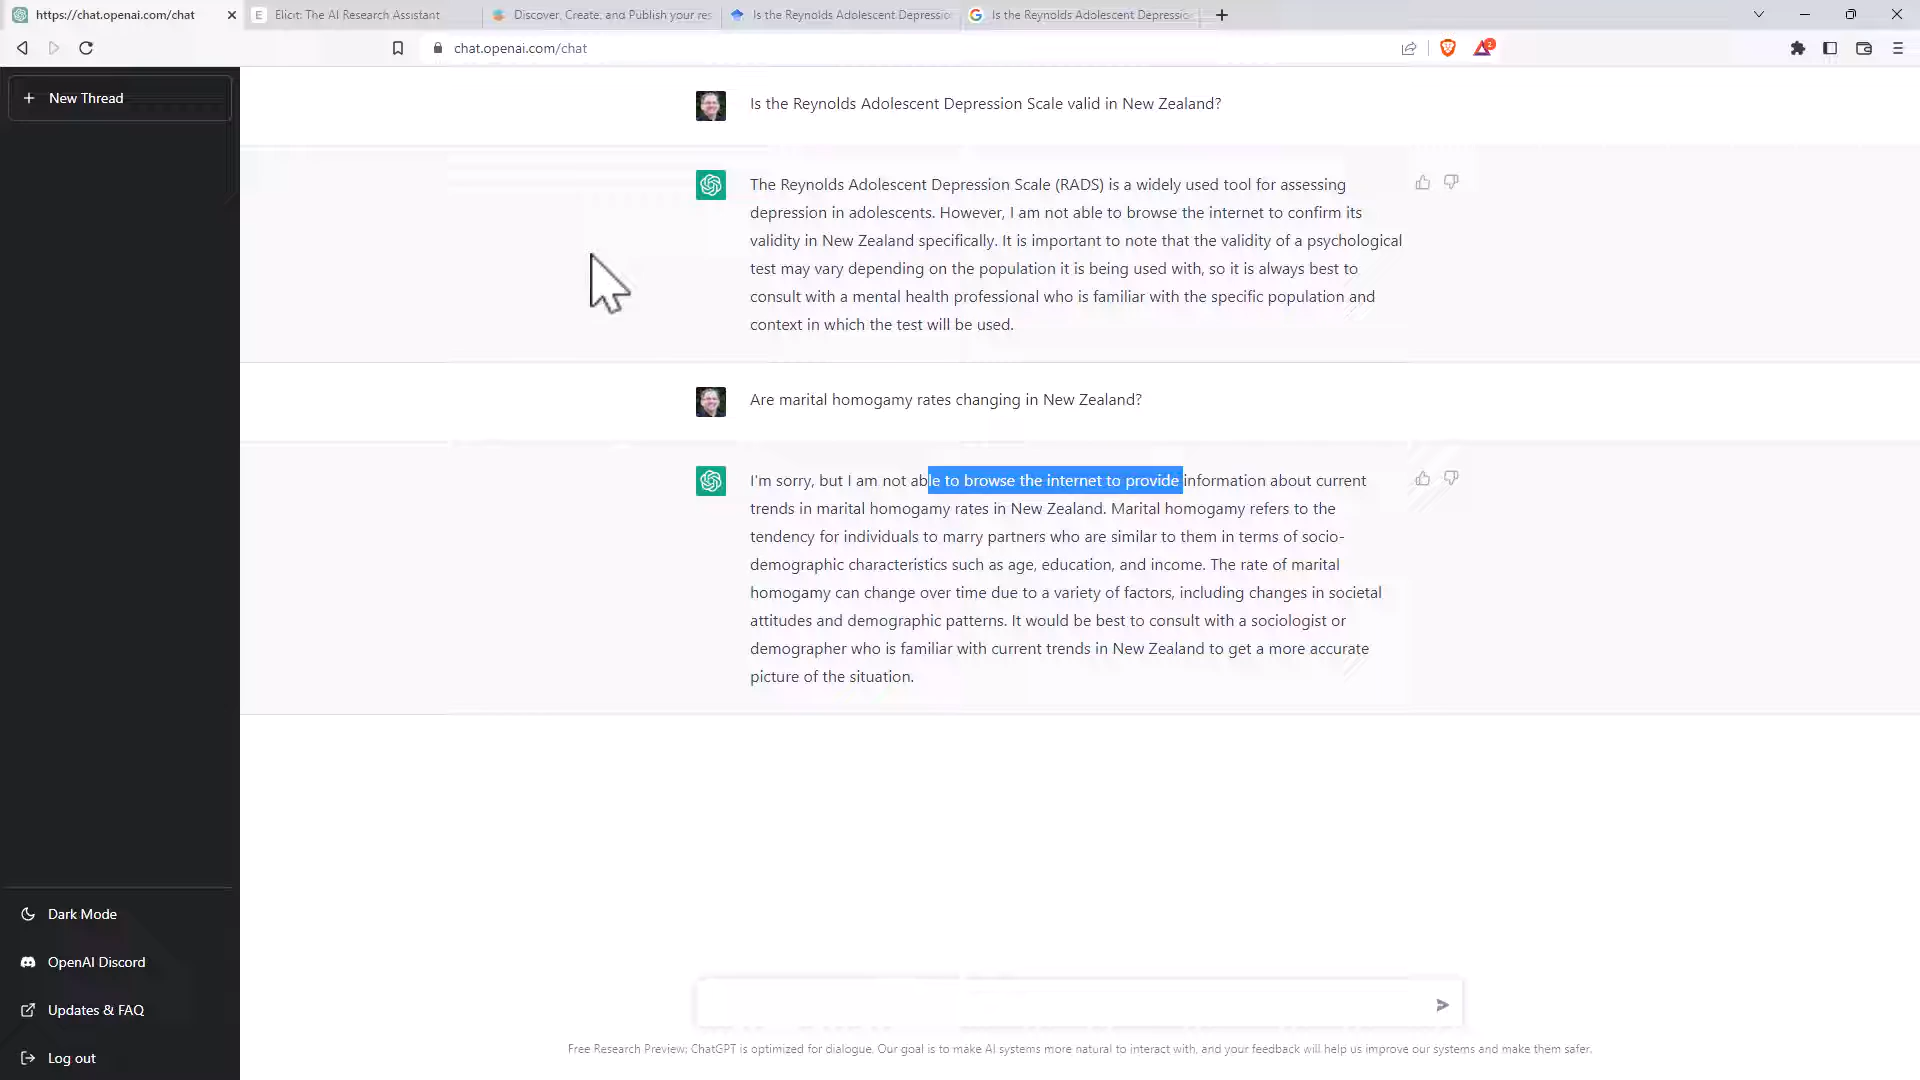 https://chat.openai.com/chat
Elicit: The AI Research Assistant
Discover, Create, and Publish your res
Is the Reynolds Adolescent Depressio
Is the Reynolds Adolescent Depressio
chat.openai.com/chat
2
New Thread
Is the Reynolds Adolescent Depression Scale valid in New Zealand?
The Reynolds Adolescent Depression Scale (RADS) is a widely used tool for assessing
depression in adolescents. However, I am not able to browse the internet to confirm its
validity in New Zealand specifically. It is important to note that the validity of a psychological
test may vary depending on the population it is being used with, so it is always best to
consult with a mental health professional who is familiar with the specific population and
context in which the test will be used.
Are marital homogamy rates changing in New Zealand?
I'm sorry, but I am not able to browse the internet to provide information about current
trends in marital homogamy rates in New Zealand. Marital homogamy refers to the
tendency for individuals to marry partners who are similar to them in terms of socio-
demographic characteristics such as age, education, and income. The rate of marital
homogamy can change over time due to a variety of factors, including changes in societal
attitudes and demographic patterns. It would be best to consult with a sociologist or
demographer who is familiar with current trends in New Zealand to get a more accurate
picture of the situation.
Dark Mode
OpenAI Discord
Updates & FAQ
Log out
Free Research Preview: ChatGPT is optimized for dialogue. Our goal is to make AI systems more natural to interact with, and your feedback will help us improve our systems and make them safer.